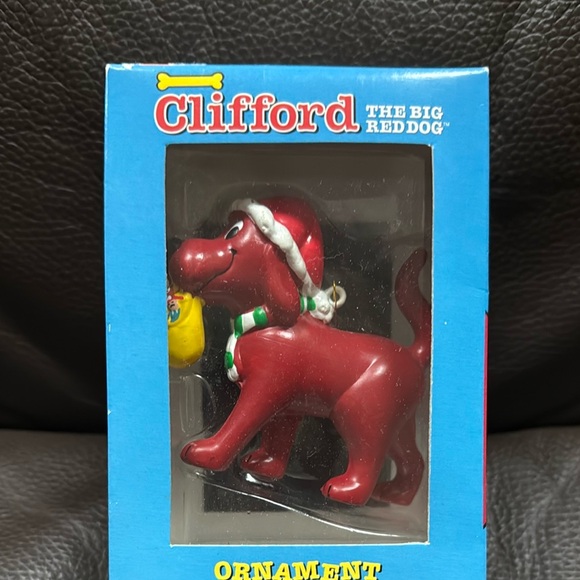 Clifford
THE BIG
RED DOG™
ORNAMENT